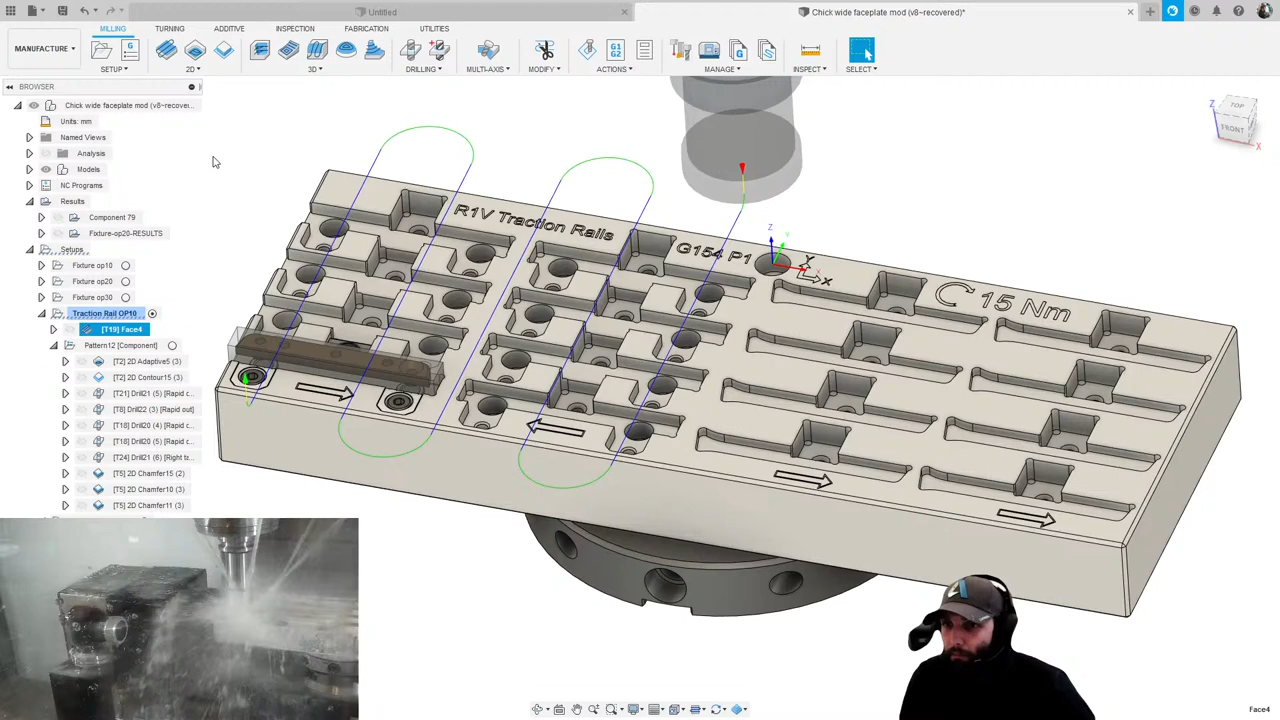 Untitled
Chick wide faceplate mod (v8~recovered)*
MANUFACTURE
MILLING
TURNING
ADDITIVE
INSPECTION
FABRICATION
UTILITIES
SETUP
2D
3D
DRILLING
MULTI-AXIS
MODIFY
ACTIONS
MANAGE
INSPECT
SELECT
G1
G2
BROWSER
Chick wide faceplate mod (v8~recover...
Units: mm
Named Views
Analysis
Models
NC Programs
Results
Component 79
Fixture-op20-RESULTS
Setups
Fixture op10
Fixture op20
Fixture op30
Traction Rail OP10
[T19] Face4
Pattern12 [Component]
[T2] 2D Adaptive5 (3)
[T2] 2D Contour15 (3)
[T21] Drill21 (5) [Rapid c...
[T8] Drill22 (3) [Rapid out]
[T18] Drill20 (4) [Rapid c...
[T18] Drill20 (5) [Rapid c...
[T24] Drill21 (6) [Right t...
[T5] 2D Chamfer15 (2)
[T5] 2D Chamfer10 (3)
[T5] 2D Chamfer11 (3)
R1V Traction Rails
G154 P1
15 Nm
Z
Y
X
Y
X
TOP
FRONT
Z
X
Face4